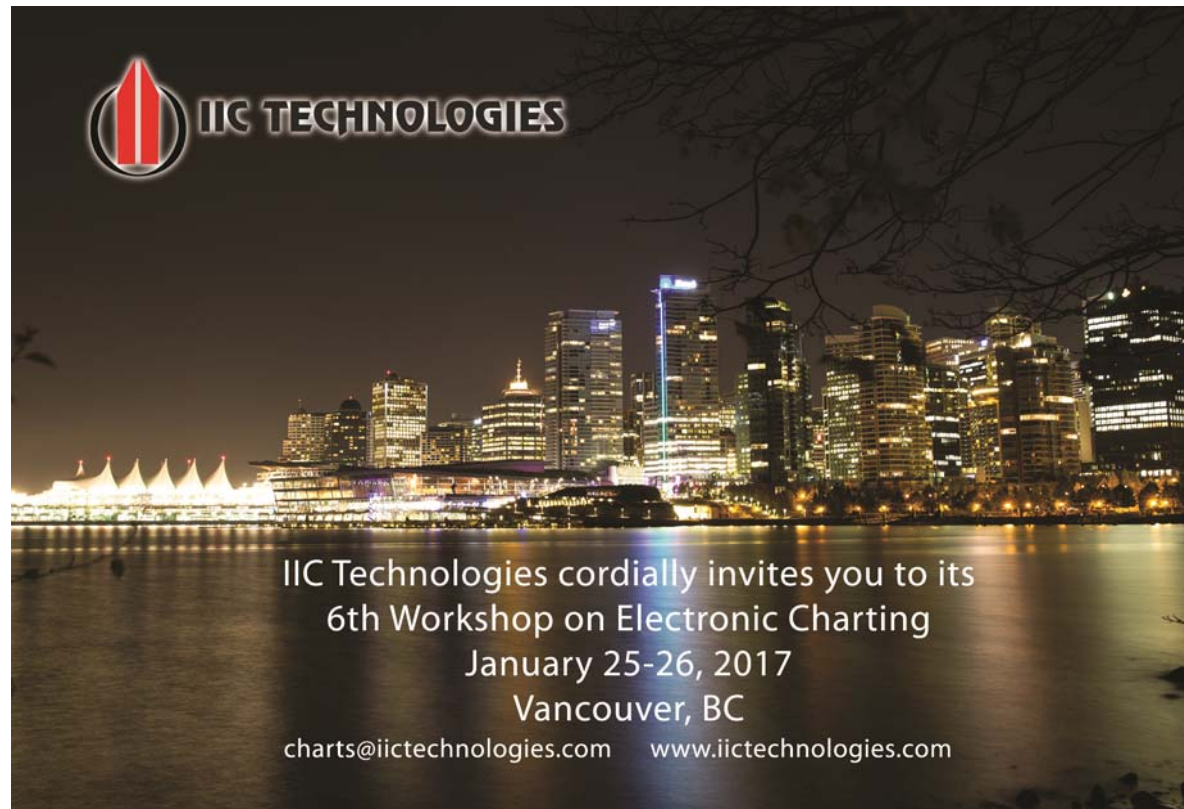 IIC TECHNOLOGIES
IIC Technologies cordially invites you to its
6th Workshop on Electronic Charting
January 25-26, 2017
Vancouver, BC
charts@iictechnologies.com www.iictechnologies.com